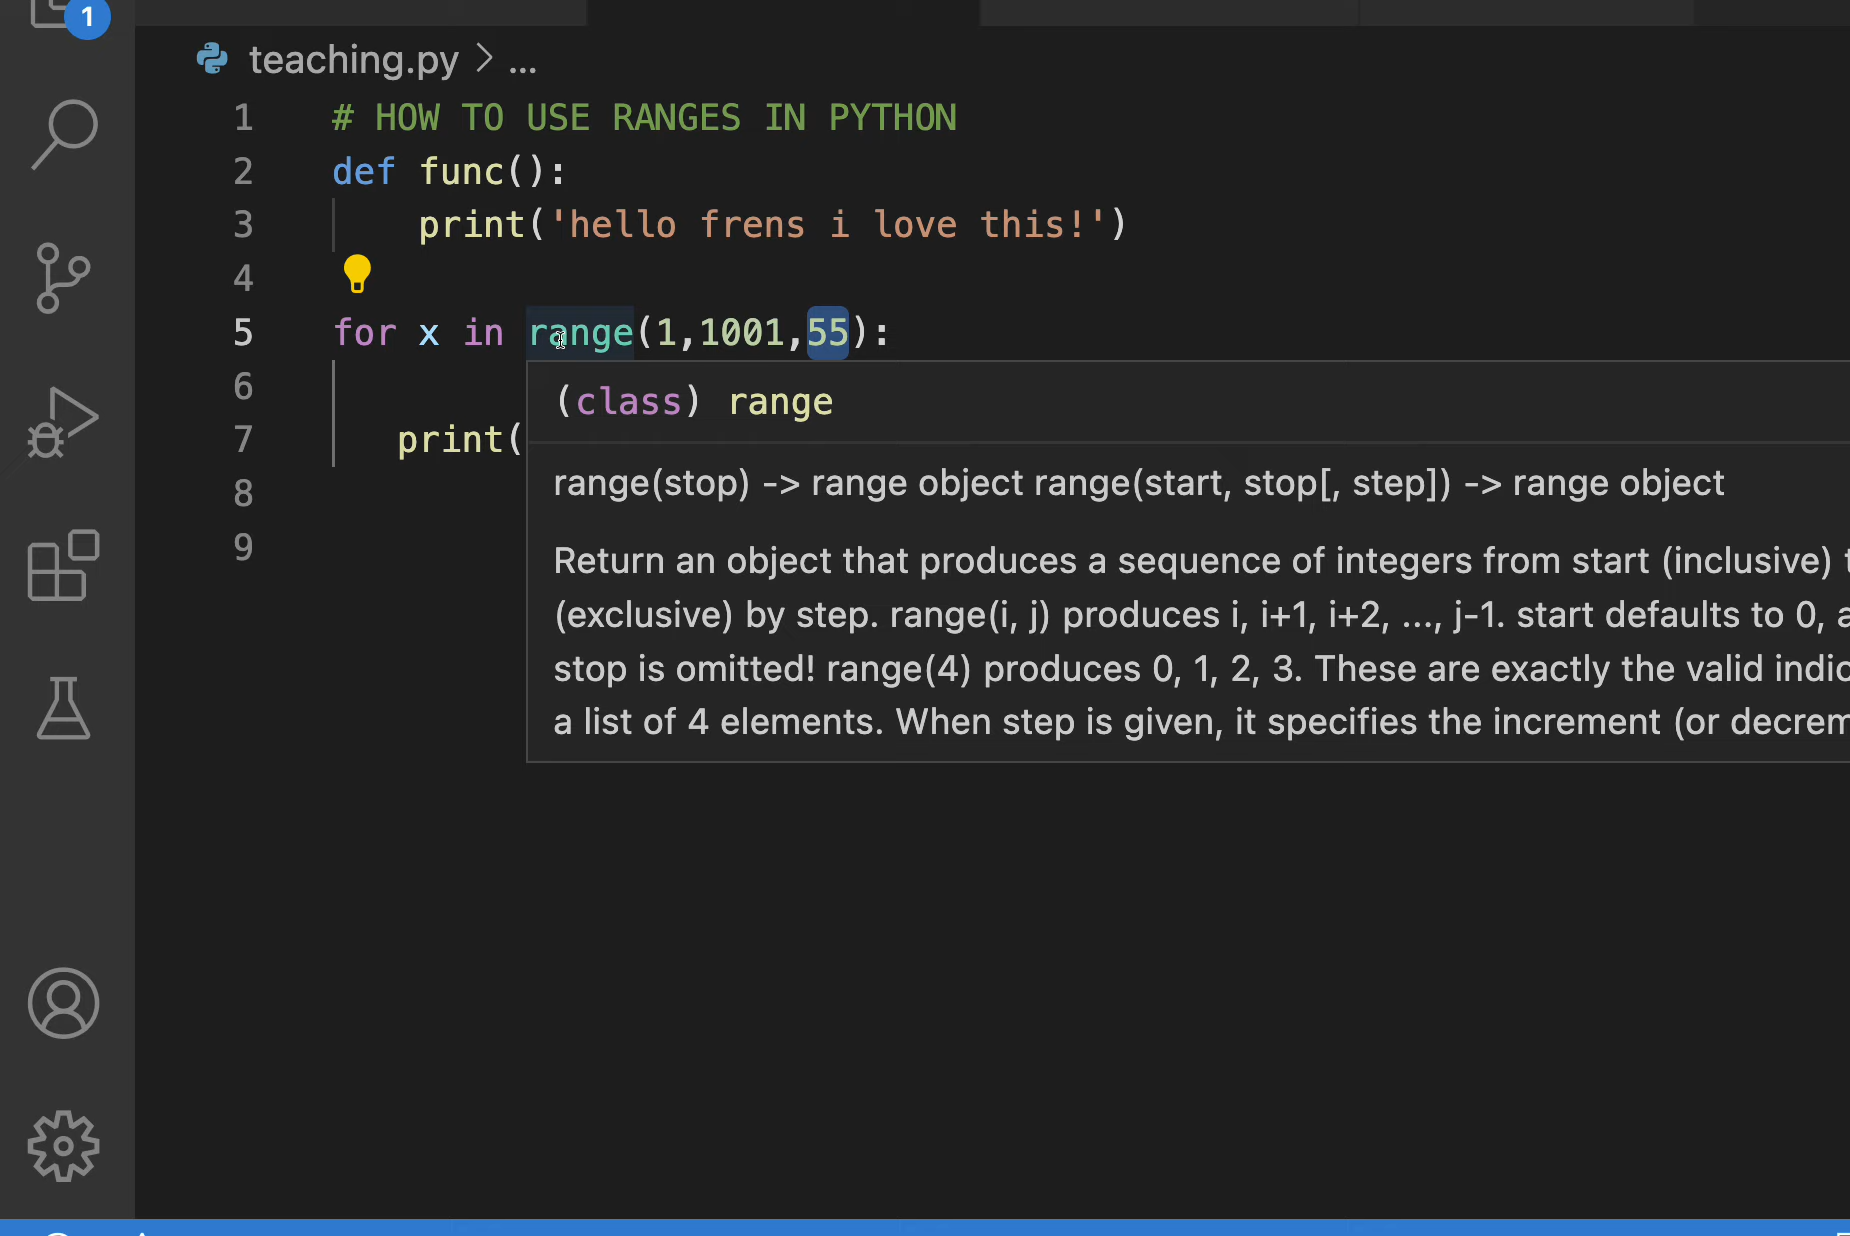 1
teaching.py > ...
1 # HOW TO USE RANGES IN PYTHON
2 def func():
3 print('hello frens i love this!')
4
5 for x in range(1,1001,55):
(class) range
6
7 print(
range(stop) -> range object range(start, stop[, step]) -> range object
8
Return an object that produces a sequence of integers from start (inclusive)
9
(exclusive) by step. range(i, j) produces i, i+1, i+2, ..., j-1. start defaults to 0,
stop is omitted! range(4) produces 0, 1, 2, 3. These are exactly the valid
a list of 4 elements. When step is given, it specifies the increment (or